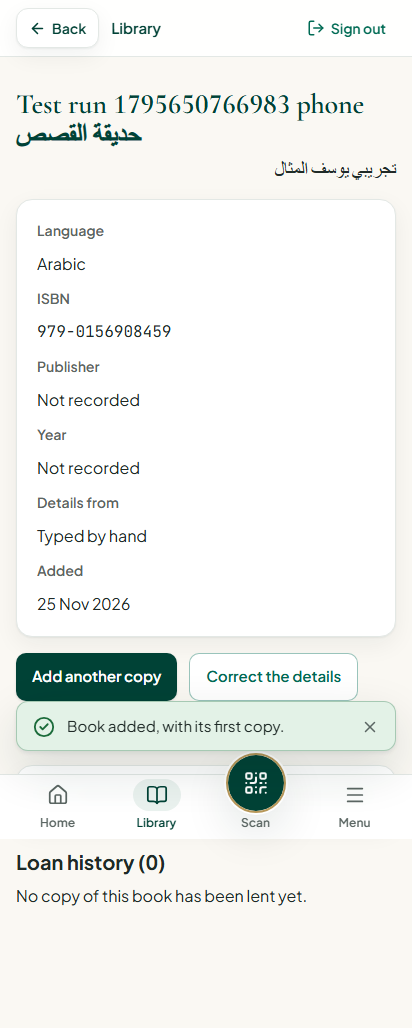 Back
Library
Sign out
Test run 1795650766983 phone
حديقة القصص
تجريبي يوسف المثال
Language
Arabic
ISBN
979-0156908459
Publisher
Not recorded
Year
Not recorded
Details from
Typed by hand
Added
25 Nov 2026
Add another copy
Correct the details
Book added, with its first copy.
Home
Library
Scan
Menu
Loan history (0)
No copy of this book has been lent yet.